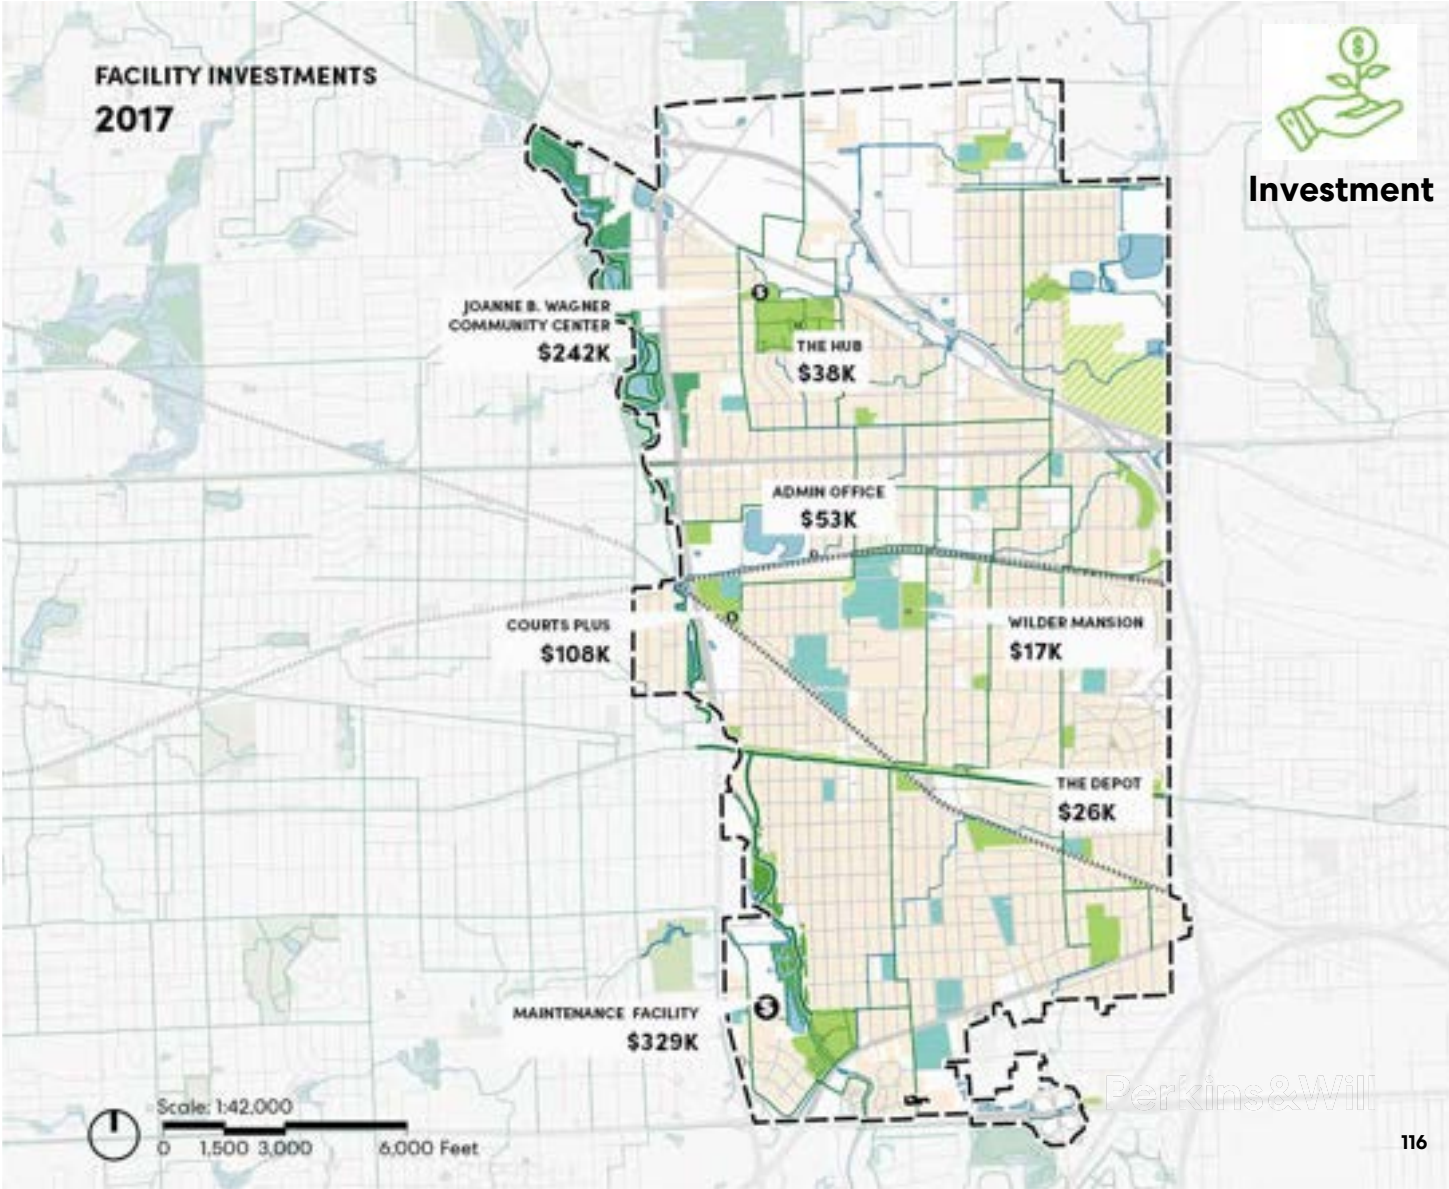 FACILITY INVESTMENTS
2017
$
Investment
JOANNE B. WAGNER
COMMUNITY CENTER
$242K
THE HUB
$38K
ADMIN OFFICE
$53K
COURTS PLUS
$108K
WILDER MANSION
$17K
THE DEPOT
$26K
MAINTENANCE FACILITY
$329K
Perkins&Will
Scale: 1:42,000
0 1,500 3,000 6,000 Feet
116